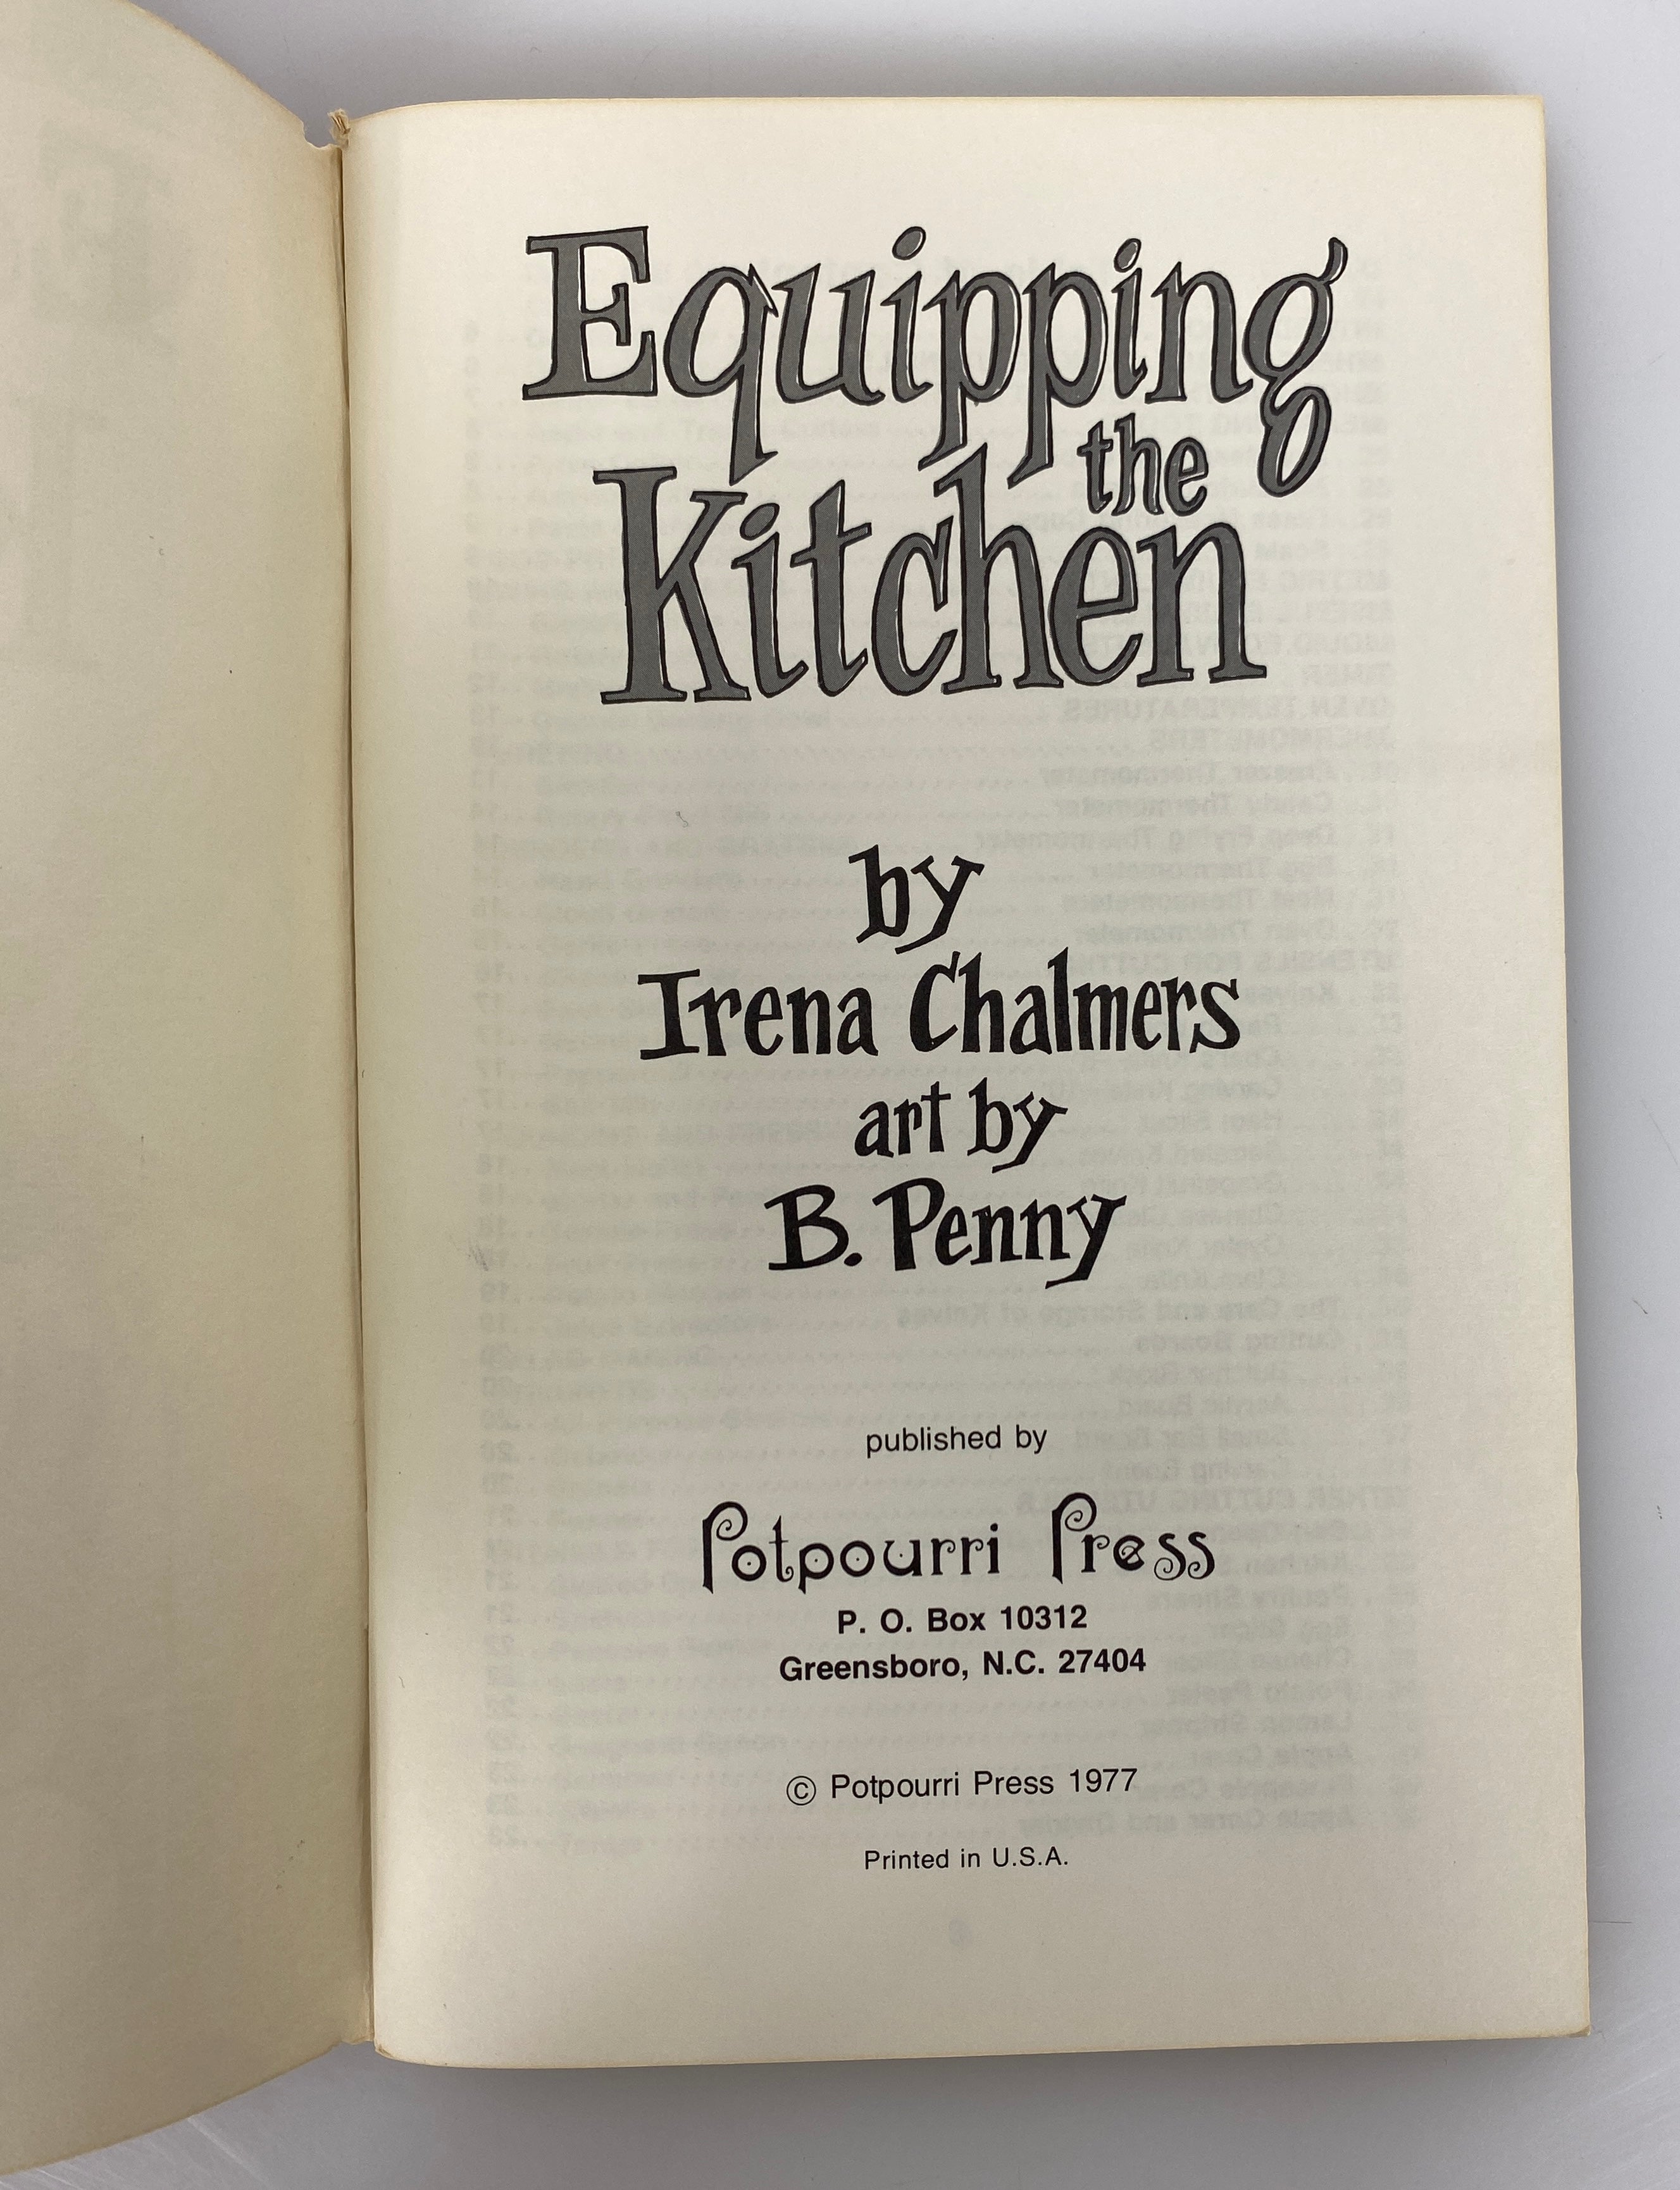 Equipping
the
Kitchen
by
Irena Chalmers
art by
B. Penny
published by
Potpourri Press
P. O. Box 10312
Greensboro, N.C. 27404
© Potpourri Press 1977
Printed in U.S.A.